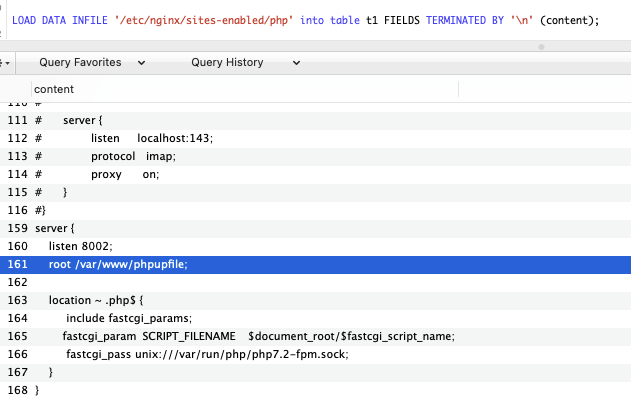 LOAD DATA INFILE '/etc/nginx/sites-enabled/php' into table t1 FIELDS TERMINATED BY '\n' (content);
Query Favorites Query History
content
110 #
111 # server {
112 # listen localhost:143;
113 # protocol imap;
114 # proxy on;
115 # }
116 #}
159 server {
160 listen 8002;
161 root /var/www/phpupfile;
162
163 location ~ .php$ {
164 include fastcgi_params;
165 fastcgi_param SCRIPT_FILENAME $document_root/$fastcgi_script_name;
166 fastcgi_pass unix:///var/run/php/php7.2-fpm.sock;
167 }
168 }